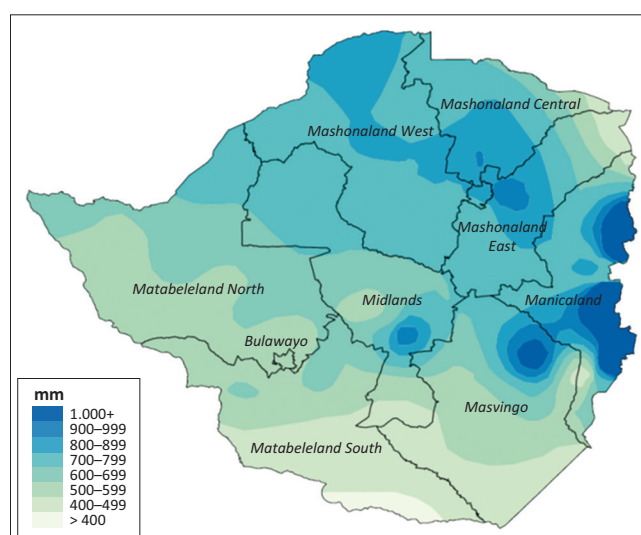 Mashonaland Central
Mashonaland West
Mashonaland
East
Matabeleland North
Midlands
Manicaland
Bulawayo
Masvingo
Matabeleland South
mm
1.000+
900–999
800–899
700–799
600–699
500–599
400–499
> 400